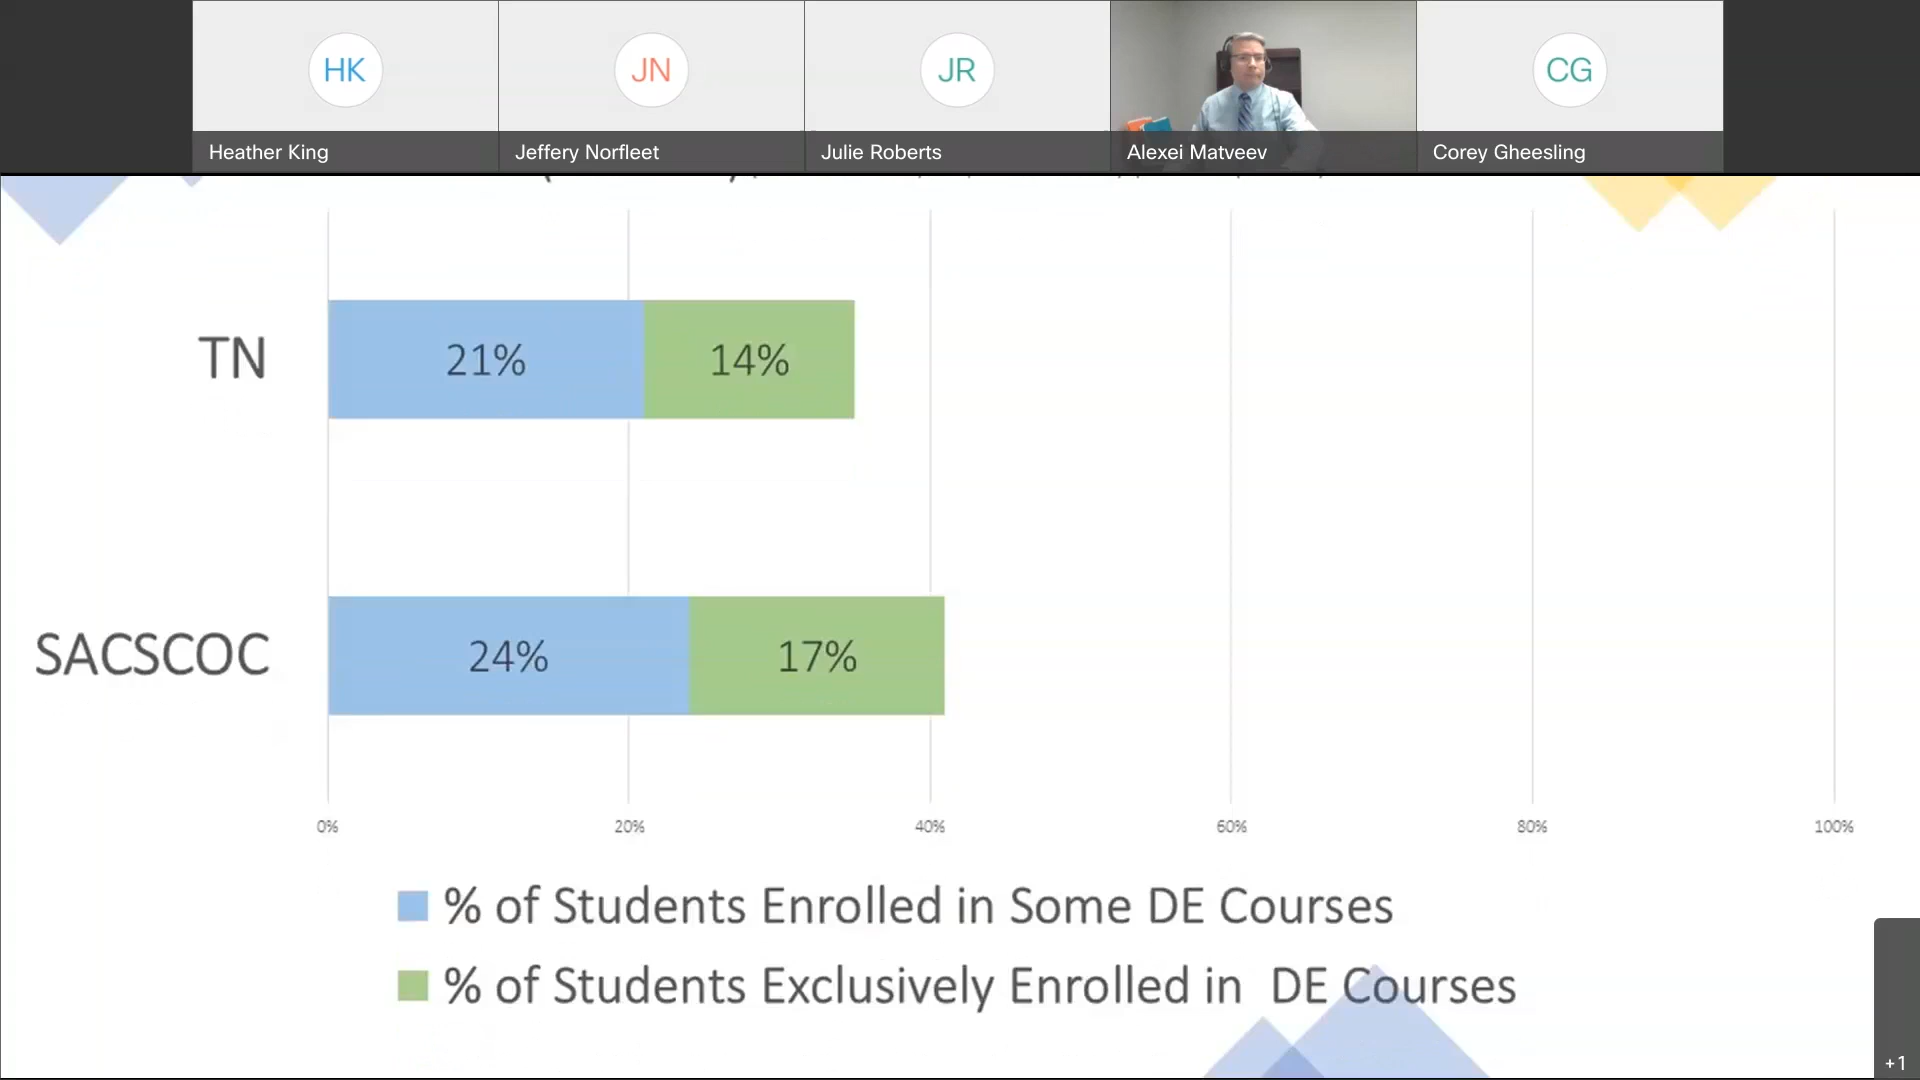 HK
JN
JR
CG
Heather King
Jeffery Norfleet
Julie Roberts
Alexei Matveev
Corey Gheesling
TN
21%
14%
SACSCOC
24%
17%
0%
20%
40%
60%
80%
100%
% of Students Enrolled in Some DE Courses
% of Students Exclusively Enrolled in DE Courses
+1